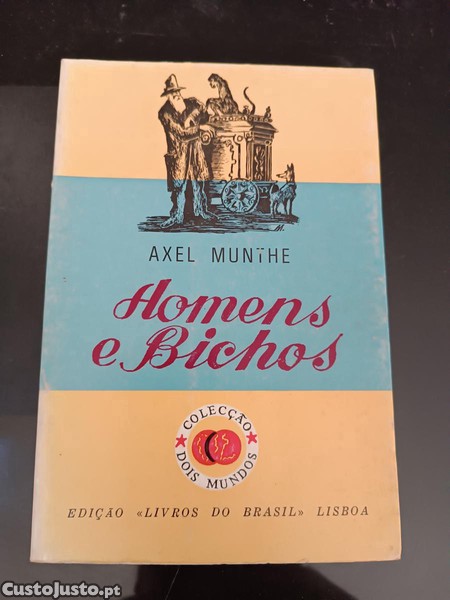 AXEL MUNTHE
Homens
e Bichos
COLECÇÃO
DOIS MUNDOS
EDIÇÃO «LIVROS DO BRASIL» LISBOA
CustoJusto.pt